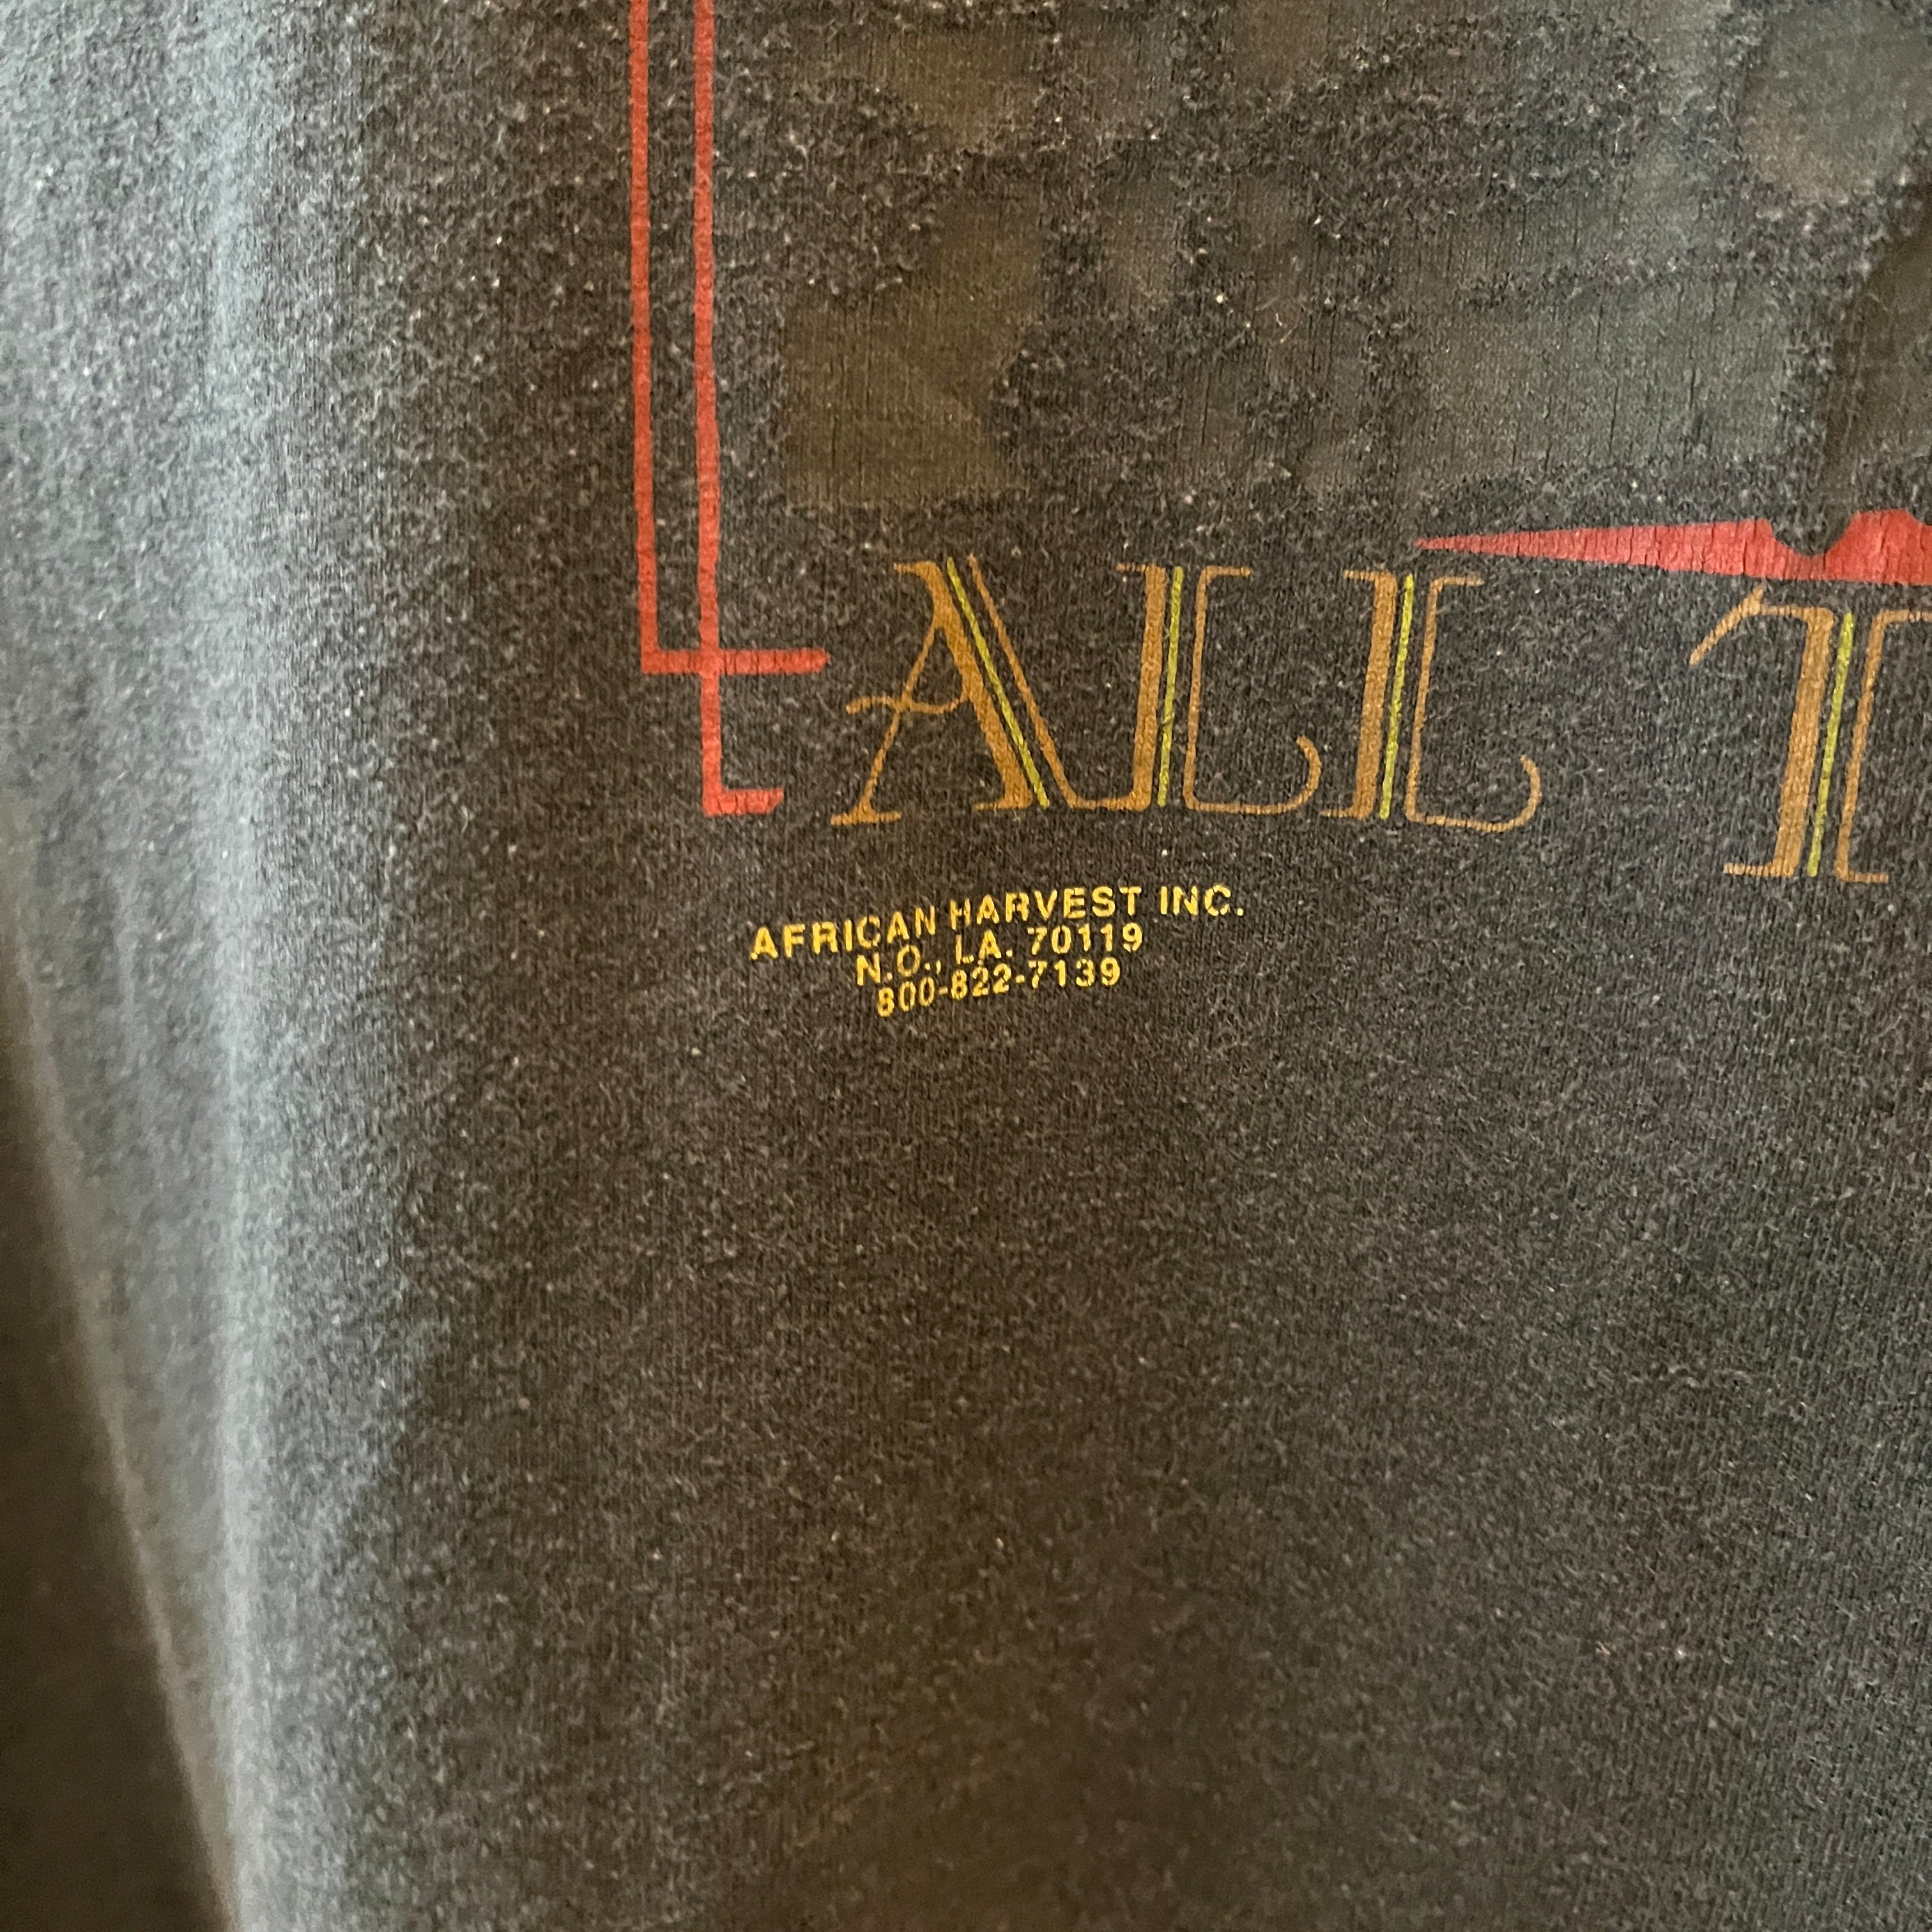 ALL T
AFRICAN HARVEST INC.
N.O., LA. 70119
800-822-7139